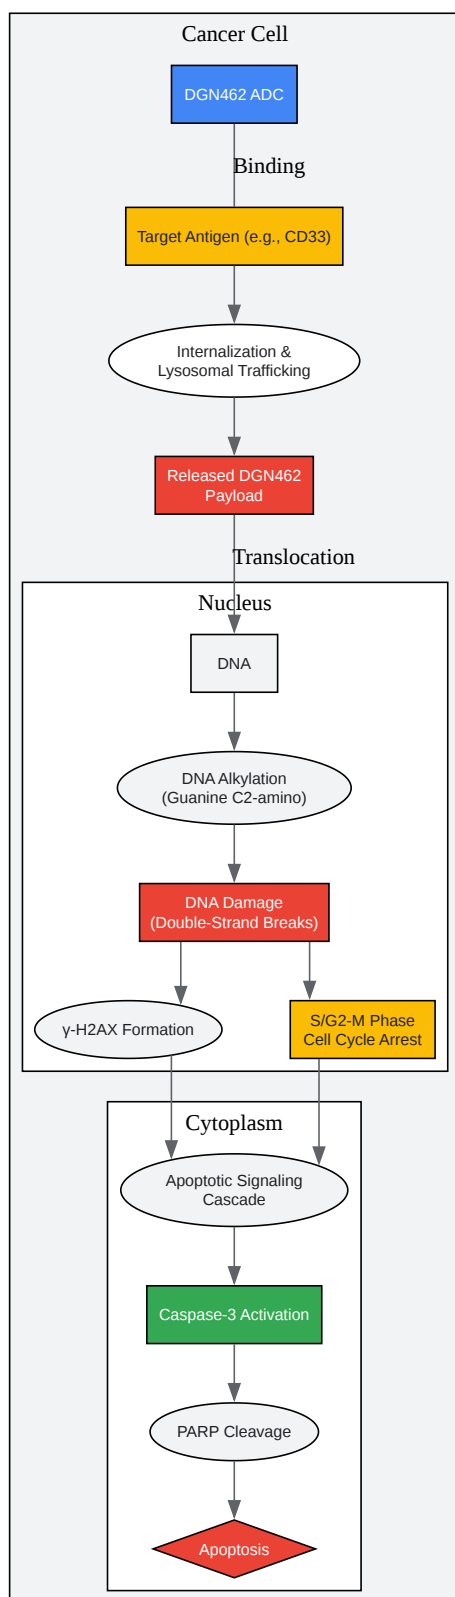 Cancer Cell
DGN462 ADC
Binding
Target Antigen (e.g., CD33)
Internalization &
Lysosomal Trafficking
Released DGN462
Payload
Translocation
Nucleus
DNA
DNA Alkylation
(Guanine C2-amino)
DNA Damage
(Double-Strand Breaks)
γ-H2AX Formation
S/G2-M Phase
Cell Cycle Arrest
Cytoplasm
Apoptotic Signaling
Cascade
Caspase-3 Activation
PARP Cleavage
Apoptosis